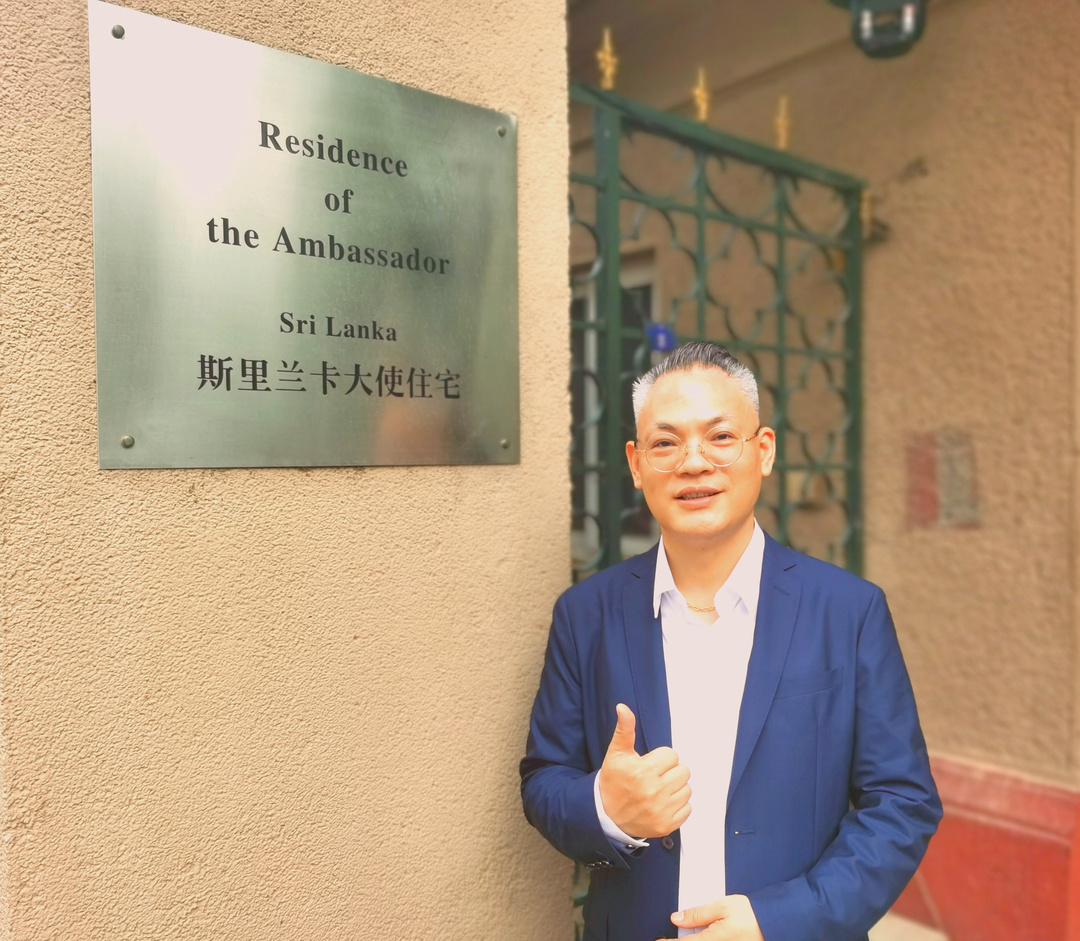 Residence
of
the Ambassador
Sri Lanka
斯里兰卡大使住宅